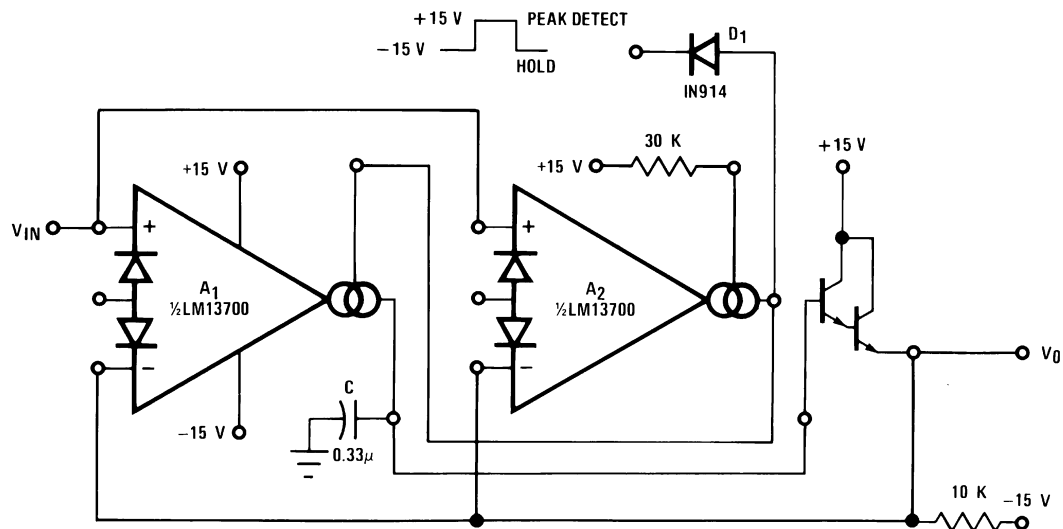 +15 V PEAK DETECT
−15 V
HOLD
D1
IN914
+15 V
30 K
+15 V
+15 V
VIN
+
+
A1
½LM13700
A2
½LM13700
−
−
VO
C
−15 V
0.33μ
10 K
−15 V